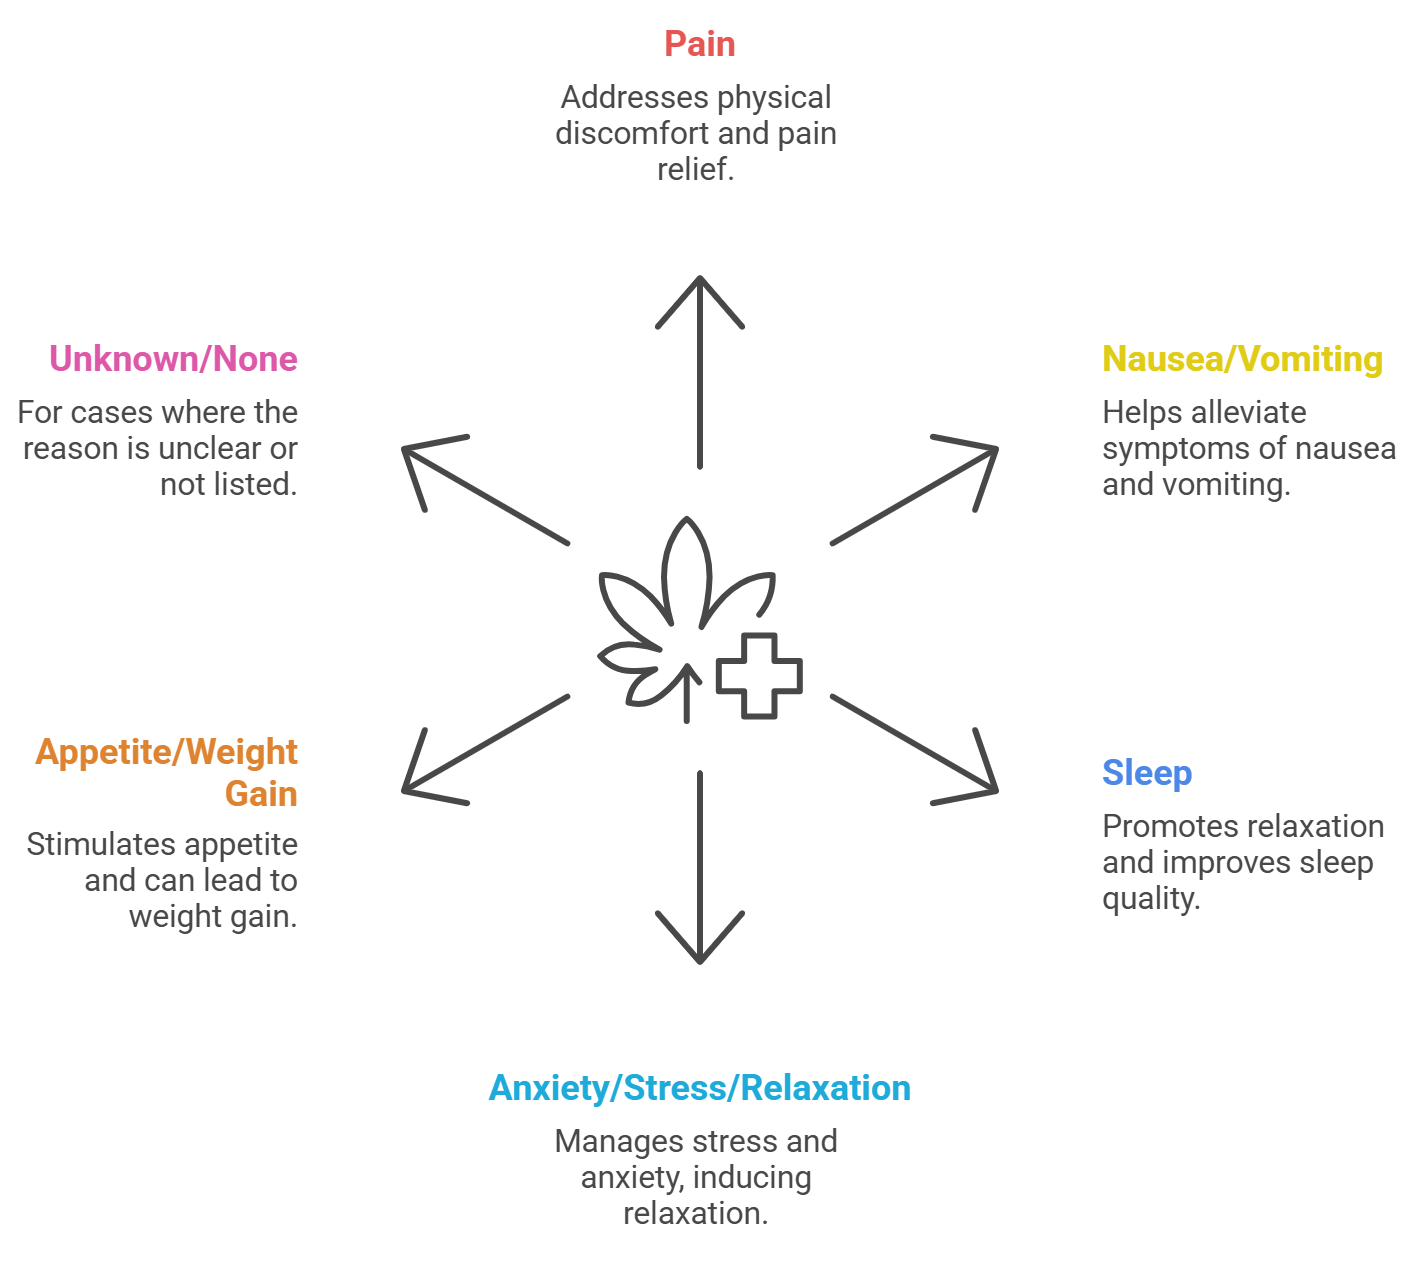 Pain
Addresses physical
discomfort and pain
relief.
Unknown/None
For cases where the
reason is unclear or
not listed.
Nausea/Vomiting
Helps alleviate
symptoms of nausea
and vomiting.
Appetite/Weight
Gain
Stimulates appetite
and can lead to
weight gain.
Sleep
Promotes relaxation
and improves sleep
quality.
Anxiety/Stress/Relaxation
Manages stress and
anxiety, inducing
relaxation.